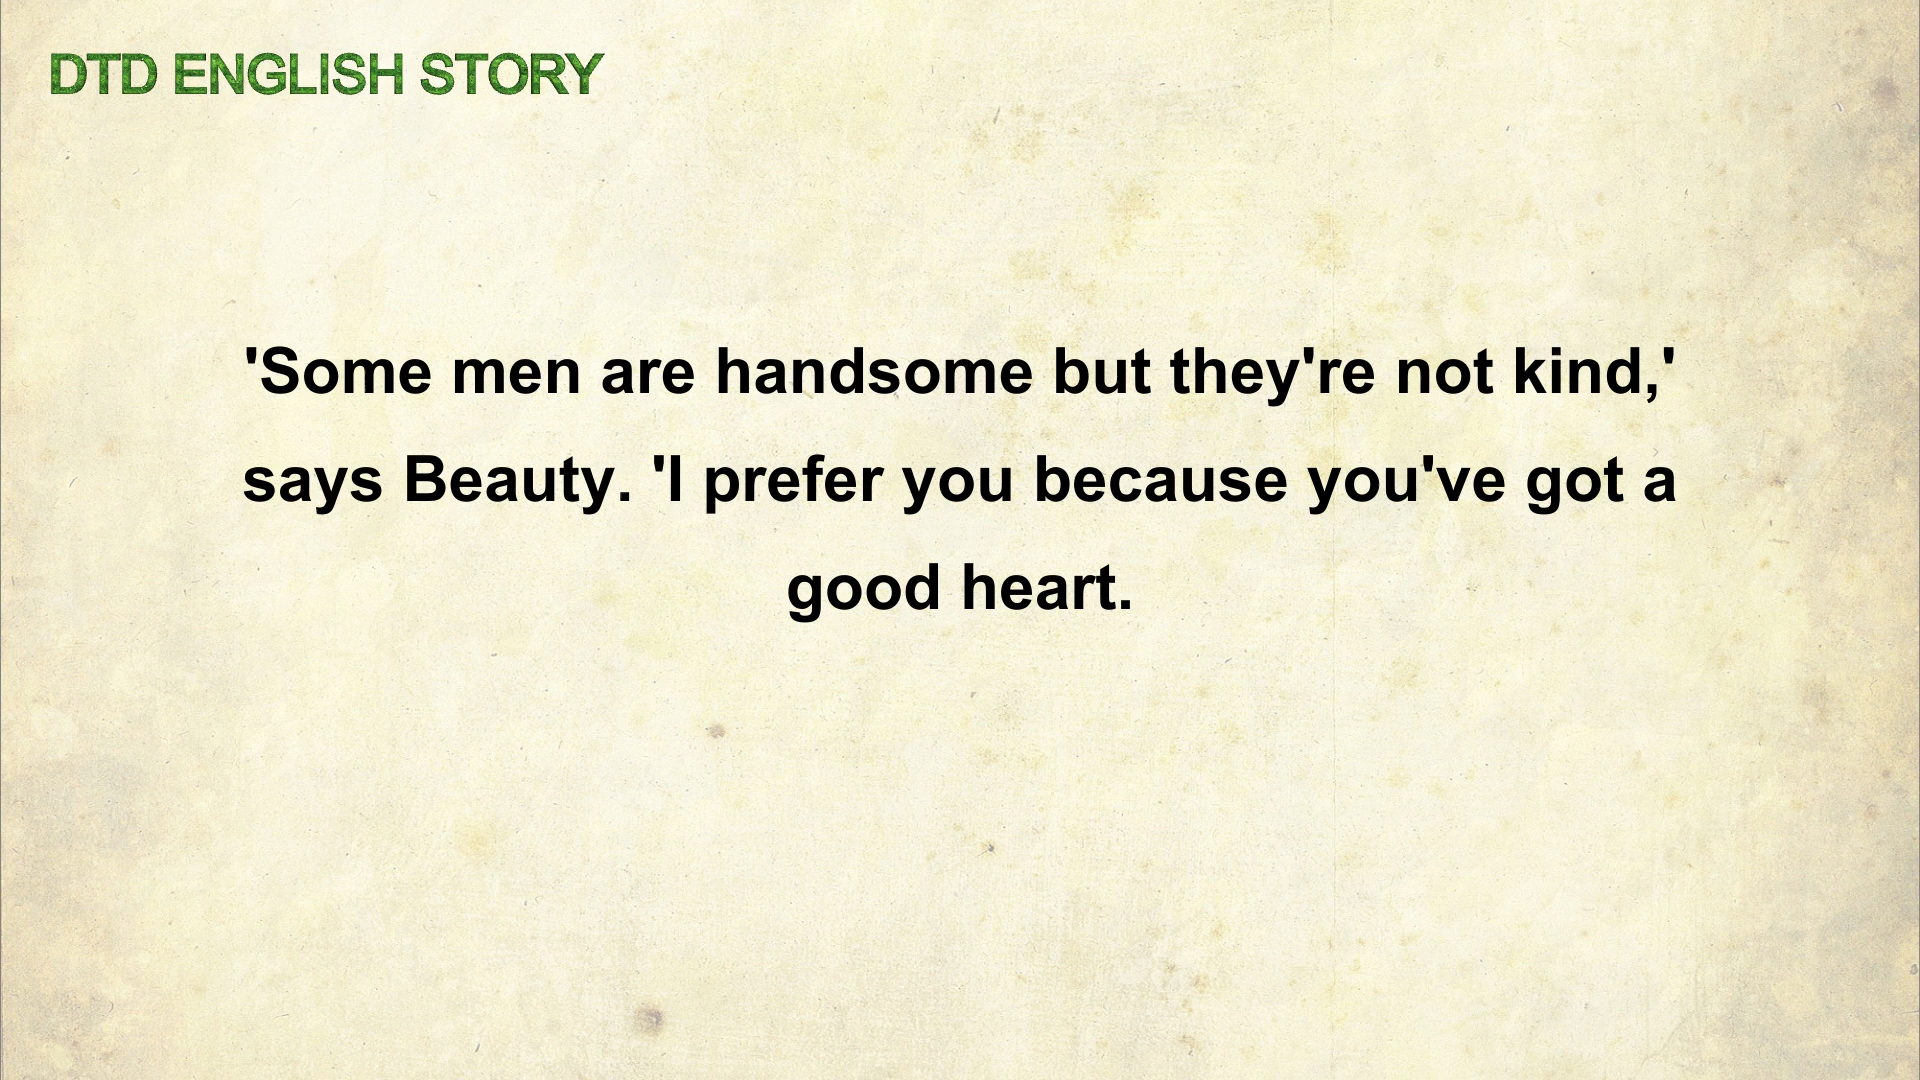 DTD ENGLISH STORY
'Some men are handsome but they're not kind,'
says Beauty. 'I prefer you because you've got a
good heart.